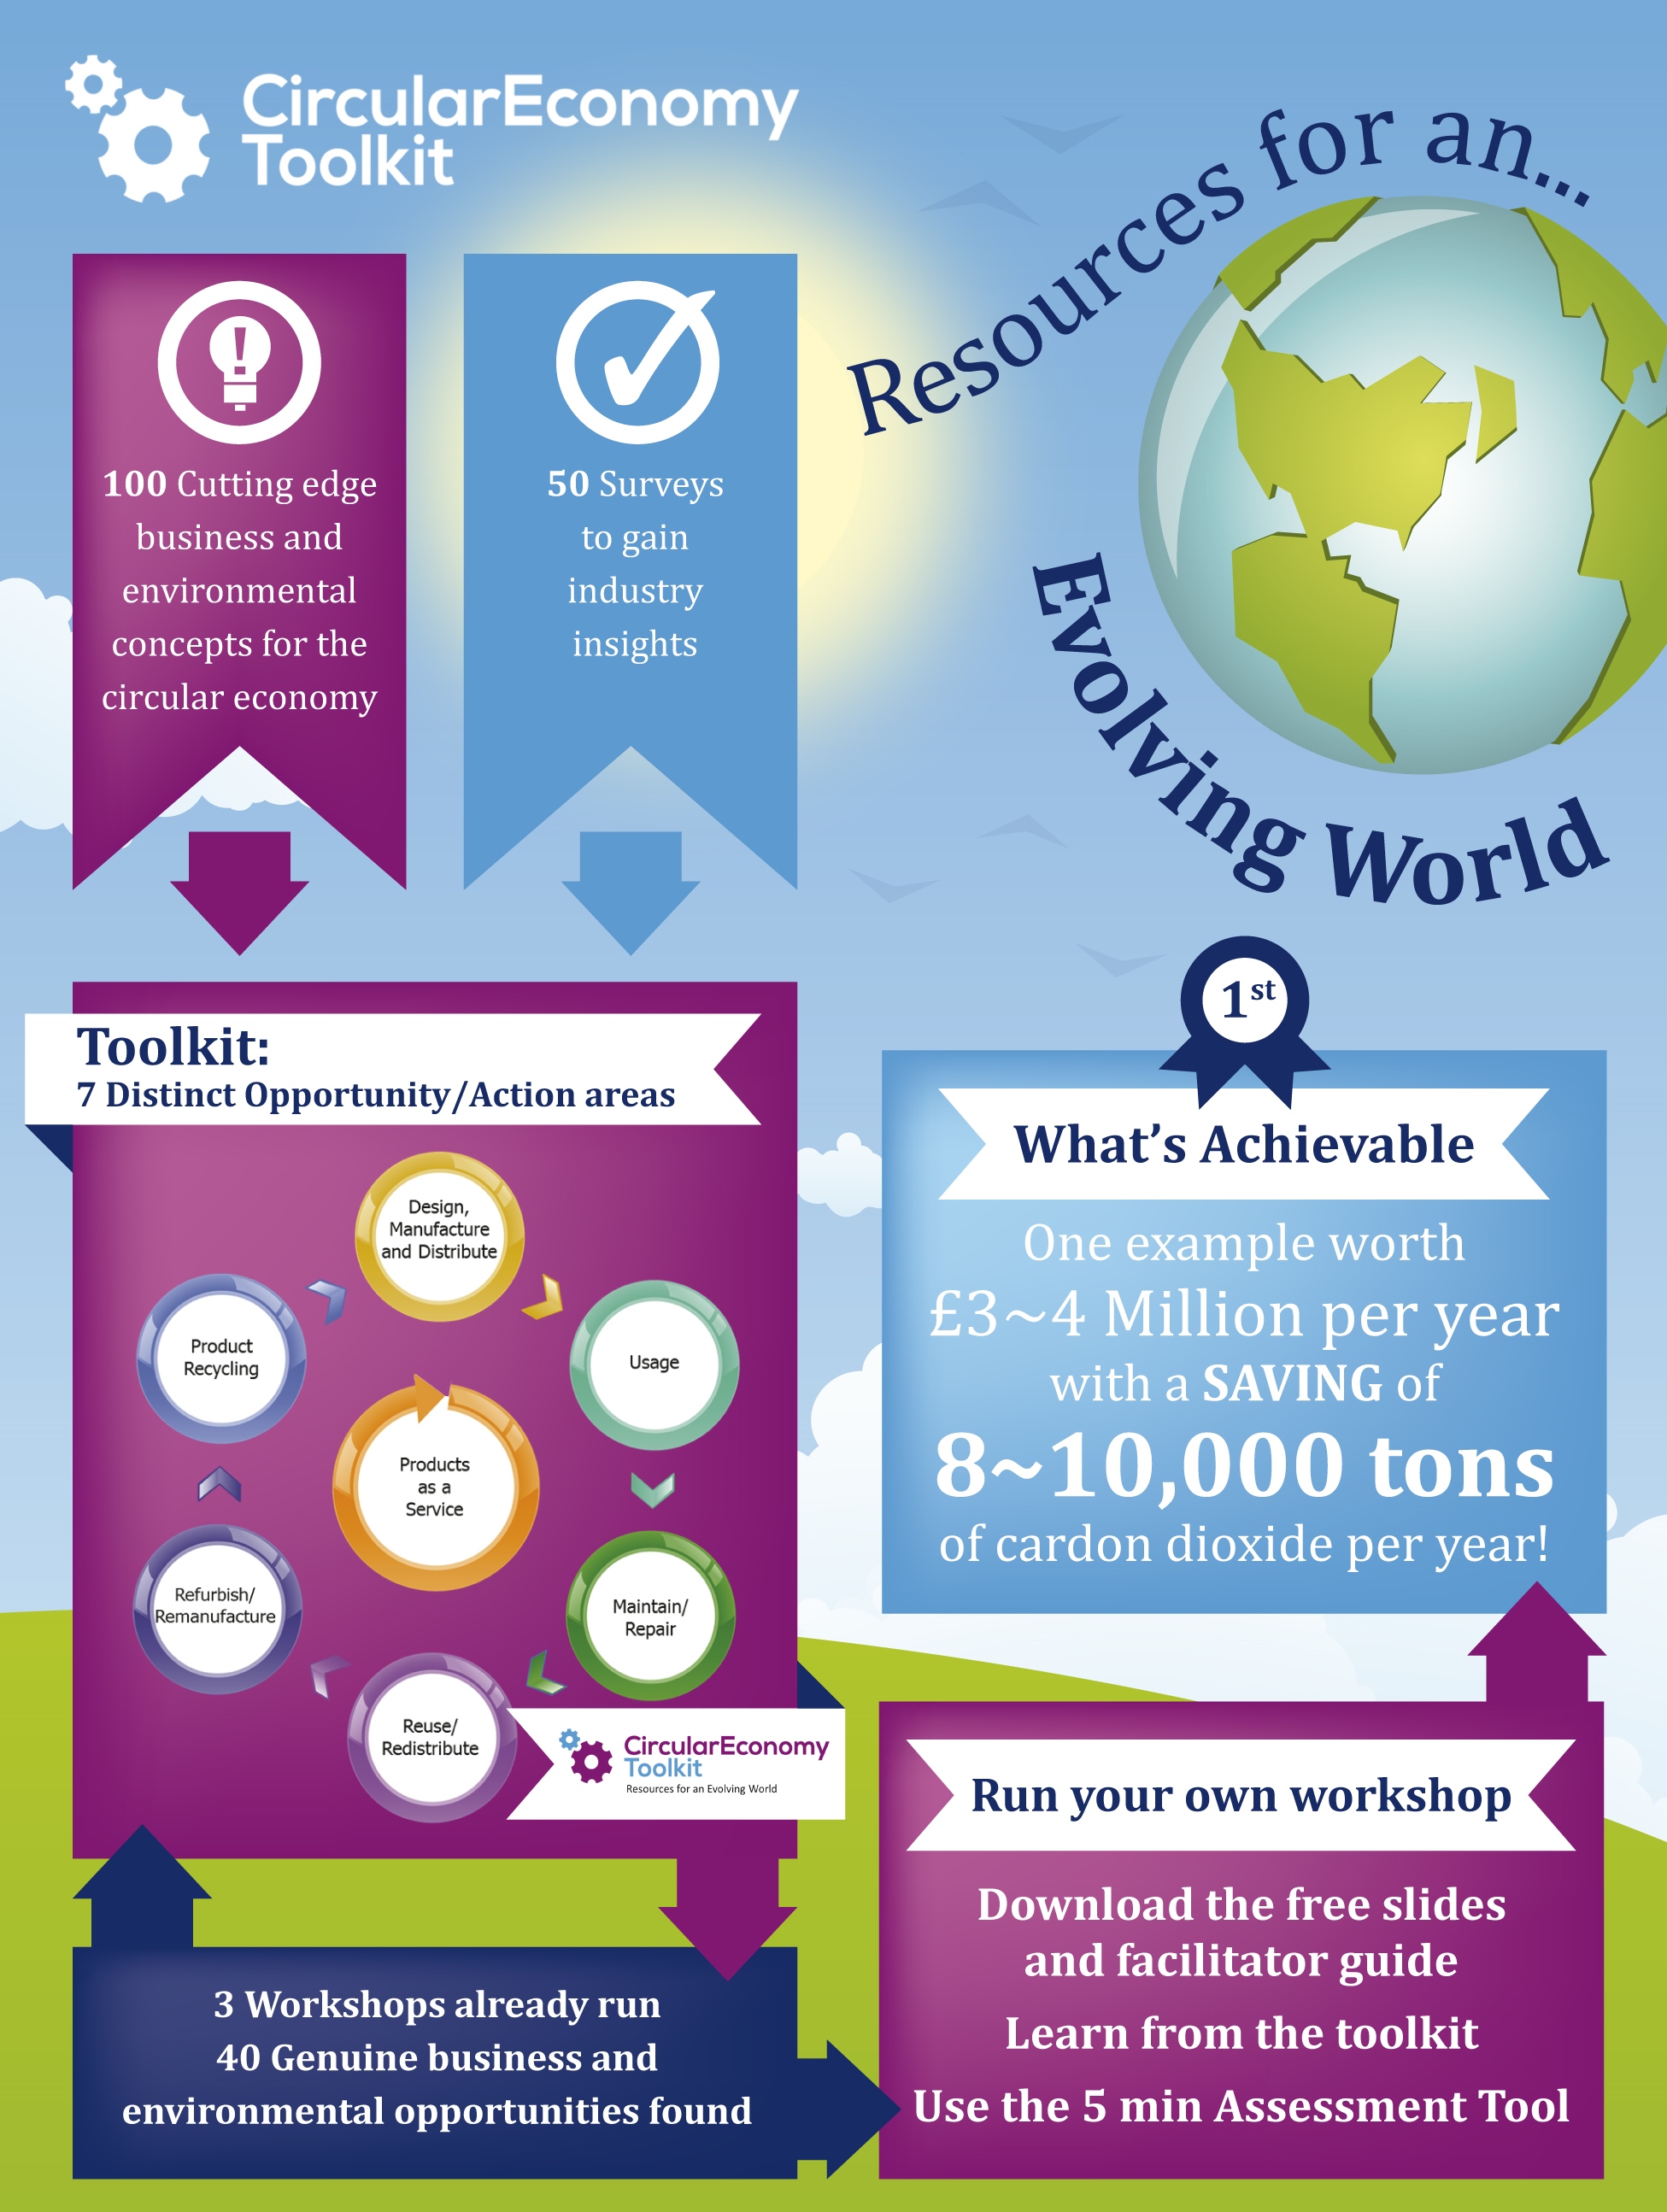 CircularEconomy
Toolkit
Resources for an...
Evolving World
!
100 Cutting edge
business and
environmental
concepts for the
circular economy
50 Surveys
to gain
industry
insights
Toolkit:
7 Distinct Opportunity/Action areas
Design,
Manufacture
and Distribute
Usage
Maintain/
Repair
Reuse/
Redistribute
Refurbish/
Remanufacture
Product
Recycling
Products
as a
Service
CircularEconomy
Toolkit
Resources for an Evolving World
3 Workshops already run
40 Genuine business and
environmental opportunities found
1st
What's Achievable
One example worth
£3~4 Million per year
with a SAVING of
8~10,000 tons
of cardon dioxide per year!
Run your own workshop
Download the free slides
and facilitator guide
Learn from the toolkit
Use the 5 min Assessment Tool